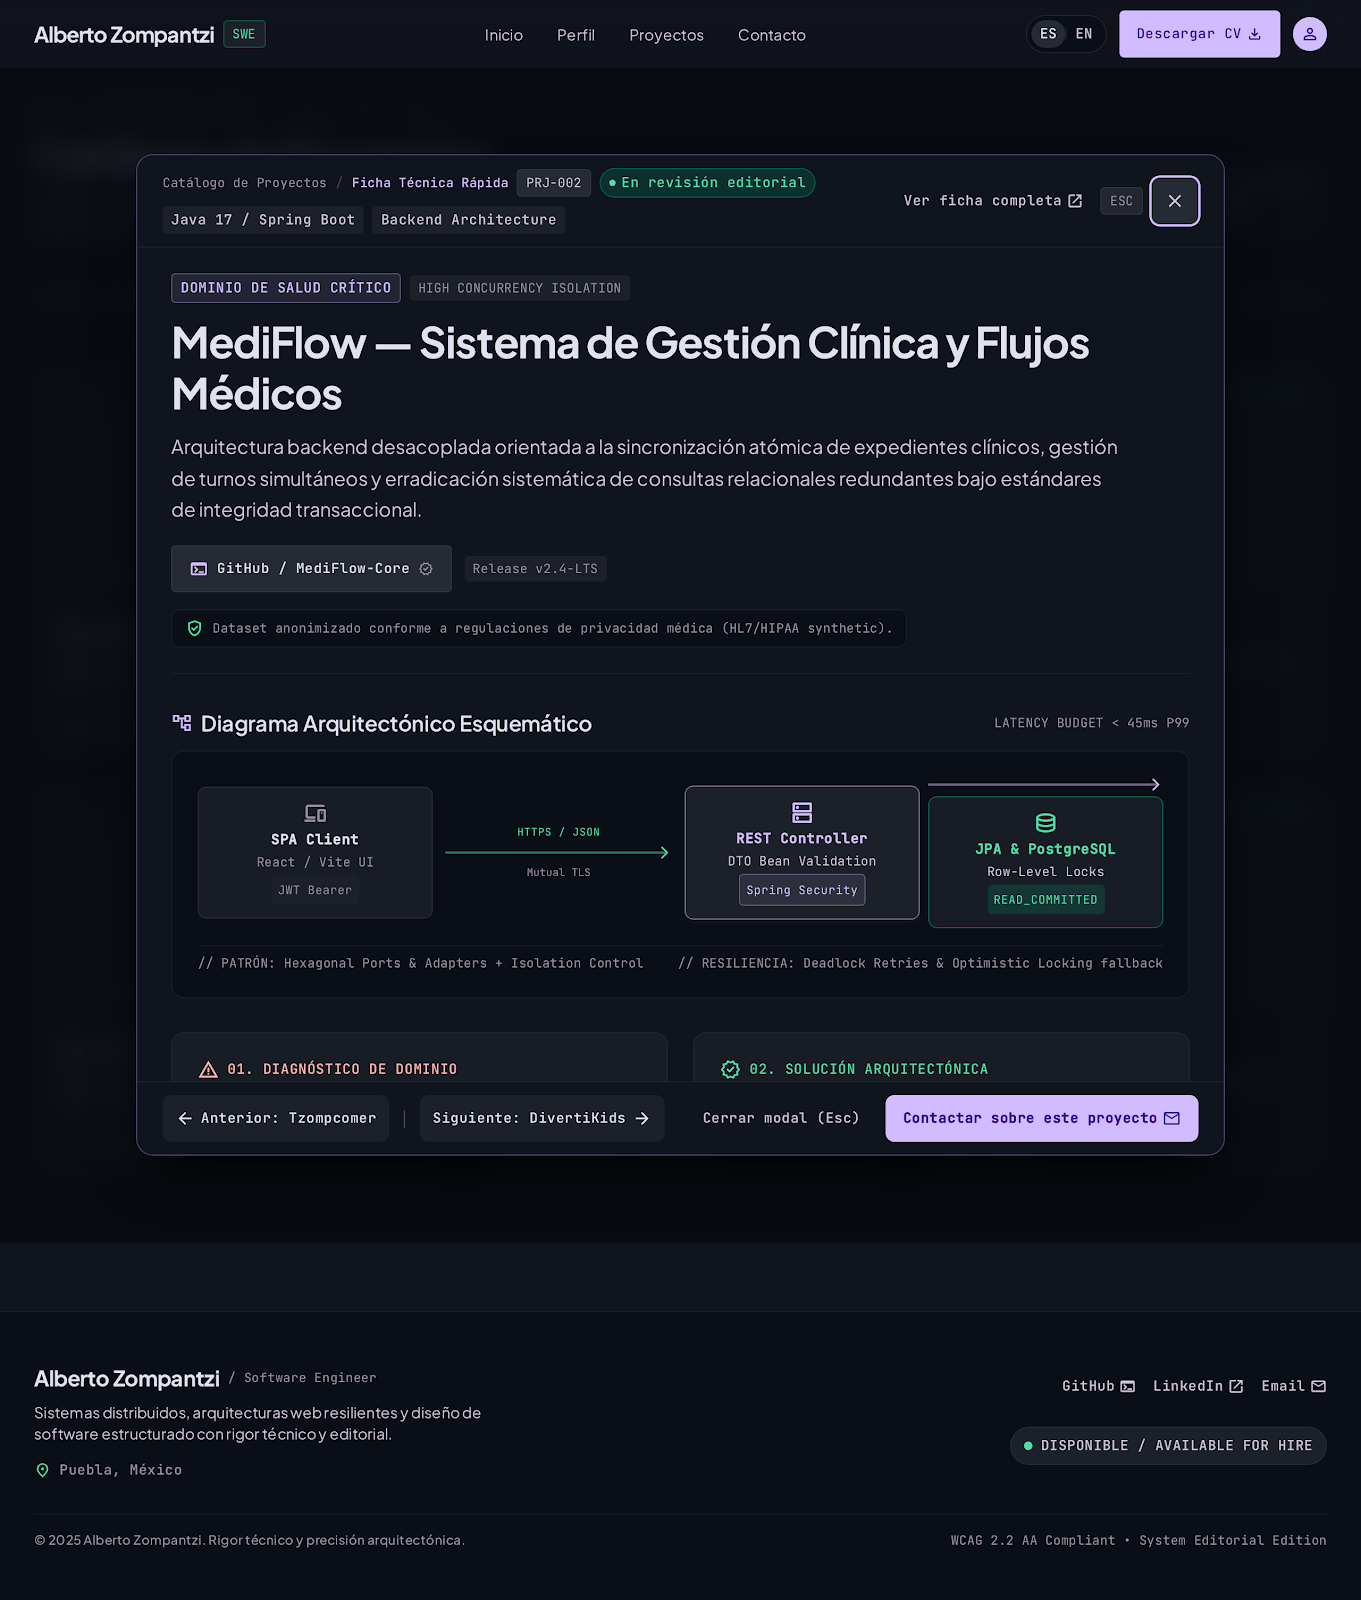 Alberto Zompantzi SWE
Inicio Perfil Proyectos Contacto
ES EN
Descargar CV
Catálogo de Proyectos / Ficha Técnica Rápida PRJ-002 En revisión editorial
Java 17 / Spring Boot Backend Architecture
Ver ficha completa ESC
DOMINIO DE SALUD CRÍTICO HIGH CONCURRENCY ISOLATION
MediFlow — Sistema de Gestión Clínica y Flujos
Médicos
Arquitectura backend desacoplada orientada a la sincronización atómica de expedientes clínicos, gestión
de turnos simultáneos y erradicación sistemática de consultas relacionales redundantes bajo estándares
de integridad transaccional.
GitHub / MediFlow-Core Release v2.4-LTS
Dataset anonimizado conforme a regulaciones de privacidad médica (HL7/HIPAA synthetic).
Diagrama Arquitectónico Esquemático LATENCY BUDGET < 45ms P99
SPA Client
React / Vite UI
JWT Bearer
HTTPS / JSON
Mutual TLS
REST Controller
DTO Bean Validation
Spring Security
JPA & PostgreSQL
Row-Level Locks
READ_COMMITTED
// PATRÓN: Hexagonal Ports & Adapters + Isolation Control // RESILIENCIA: Deadlock Retries & Optimistic Locking fallback
01. DIAGNÓSTICO DE DOMINIO
02. SOLUCIÓN ARQUITECTÓNICA
Anterior: Tzompcomer | Siguiente: DivertiKids Cerrar modal (Esc) Contactar sobre este proyecto
Alberto Zompantzi / Software Engineer
Sistemas distribuidos, arquitecturas web resilientes y diseño de
software estructurado con rigor técnico y editorial.
Puebla, México
GitHub LinkedIn Email
DISPONIBLE / AVAILABLE FOR HIRE
© 2025 Alberto Zompantzi. Rigor técnico y precisión arquitectónica.
WCAG 2.2 AA Compliant • System Editorial Edition